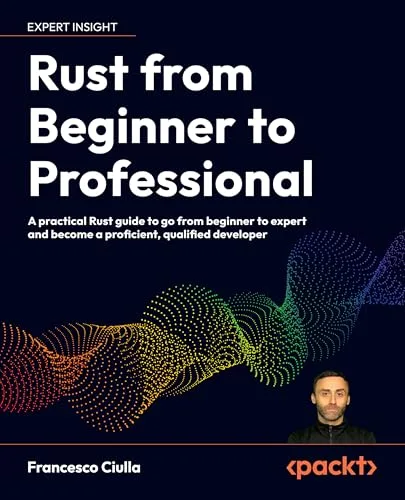 EXPERT INSIGHT
Rust from
Beginner to
Professional
A practical Rust guide to go from beginner to expert
and become a proficient, qualified developer
Francesco Ciulla
<packt>